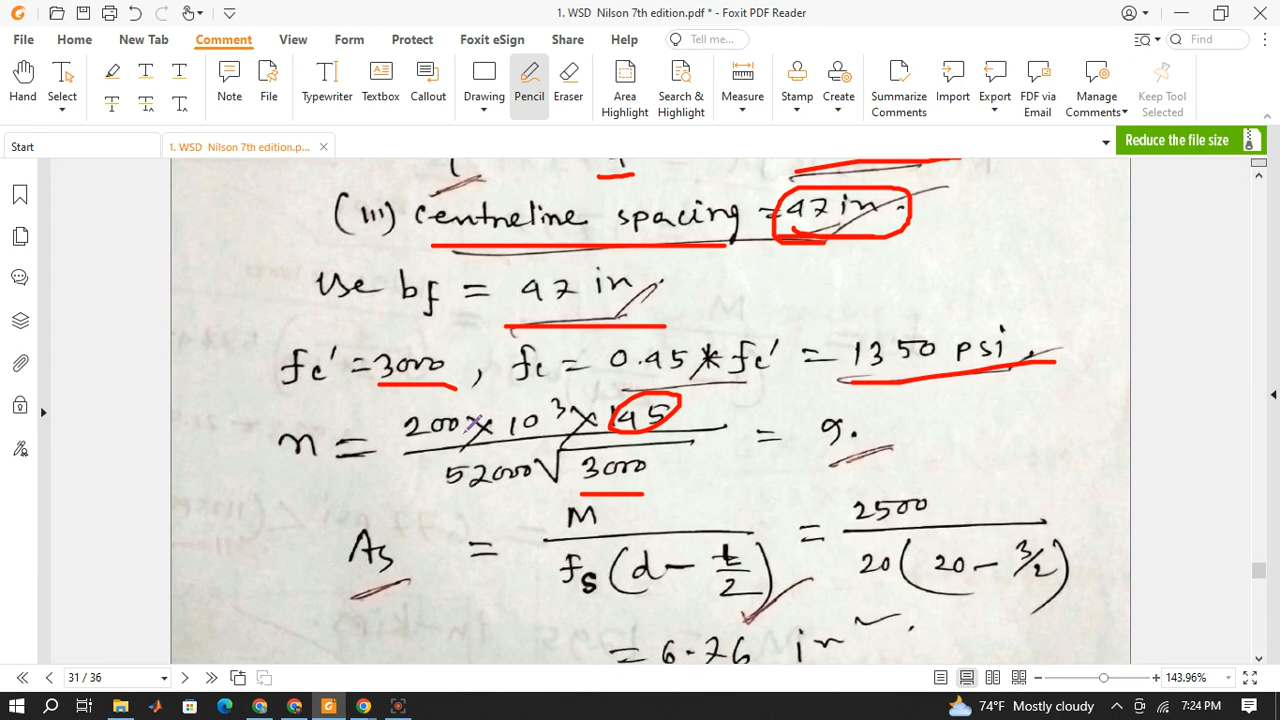 1. WSD Nilson 7th edition.pdf * - Foxit PDF Reader
File Home New Tab Comment View Form Protect Foxit eSign Share Help Tell me... Find
Hand Select Note File Typewriter Textbox Callout Drawing Pencil Eraser Area Highlight Search & Highlight Measure Stamp Create Summarize Comments Import Export FDF via Email Manage Comments Keep Tool Selected
Start 1. WSD Nilson 7th edition.p... Reduce the file size
(iii) Centreline spacing = 47 in.
Use bf = 47 in.
fc' = 3000, fc = 0.45 * fc' = 1350 psi.
n = 200 × 10³ × 145 / 52000√3000 = 9.
As = M / fs (d - t/2) = 2500 / 20 (20 - 3/2)
= 6.76 in
31 / 36 143.96%
74°F Mostly cloudy 7:24 PM